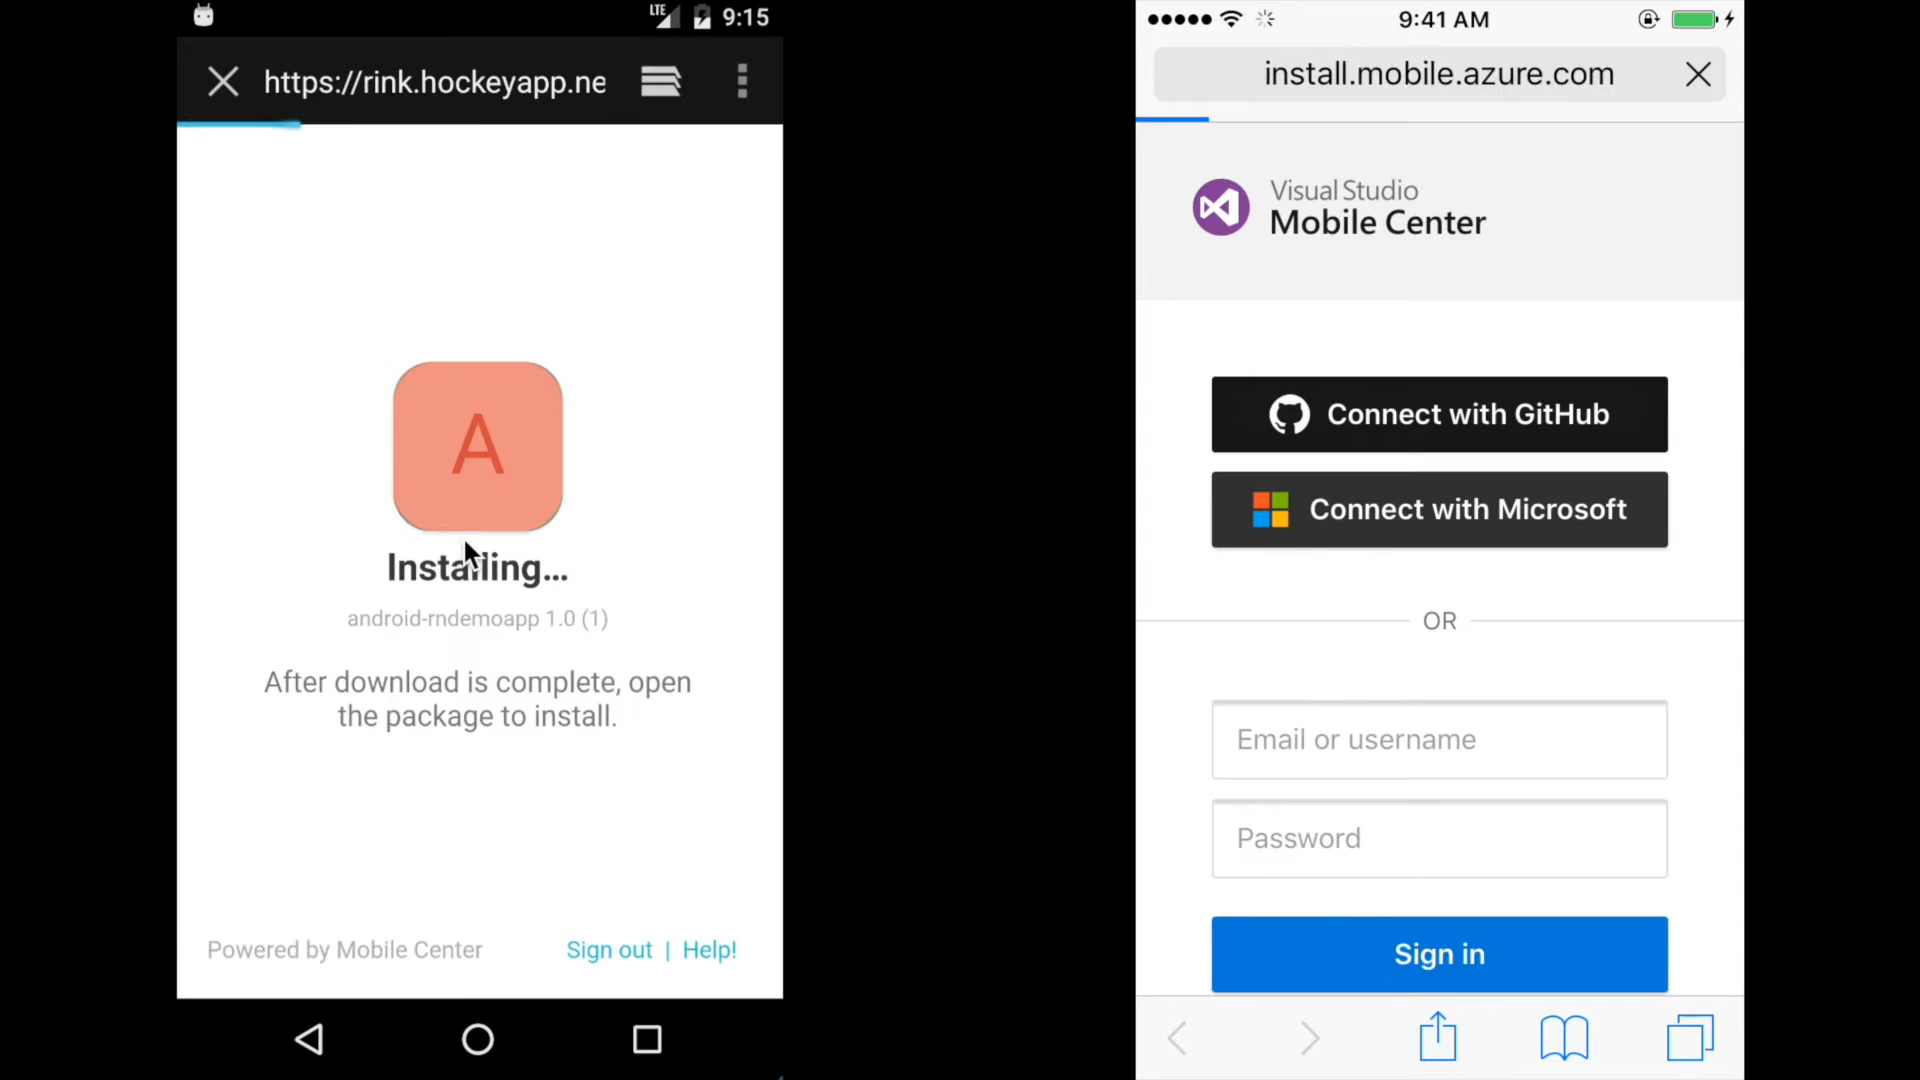 LTE 9:15
https://rink.hockeyapp.ne
A
Installing...
android-rndemoapp 1.0 (1)
After download is complete, open
the package to install.
Powered by Mobile Center Sign out | Help!
9:41 AM
install.mobile.azure.com
Visual Studio
Mobile Center
Connect with GitHub
Connect with Microsoft
OR
Email or username
Password
Sign in